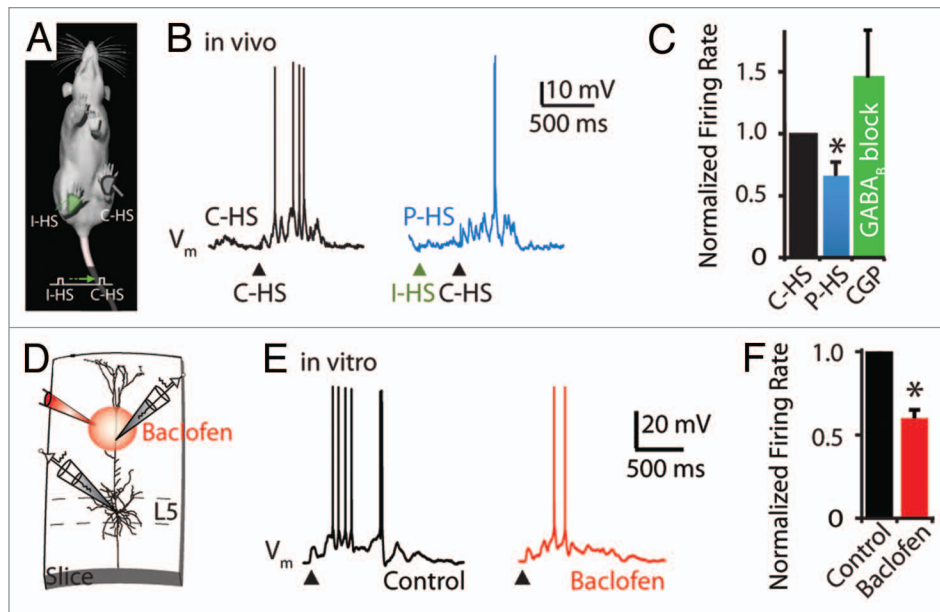 A
I-HS
C-HS
I-HS
C-HS
B
in vivo
10 mV
500 ms
C-HS
P-HS
Vm
C-HS
I-HS
C-HS
C
Normalized Firing Rate
1.5
1.0
0.5
0
*
GABAB block
C-HS
P-HS
CGP
D
Baclofen
L5
Slice
E
in vitro
20 mV
500 ms
Vm
Control
Baclofen
F
Normalized Firing Rate
1.0
0.5
0
*
Control
Baclofen